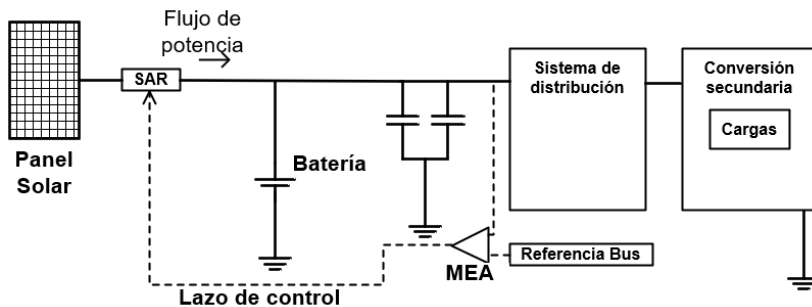 Flujo de
potencia
SAR
Panel
Solar
Batería
Sistema de
distribución
Conversión
secundaria
Cargas
MEA
Referencia Bus
Lazo de control